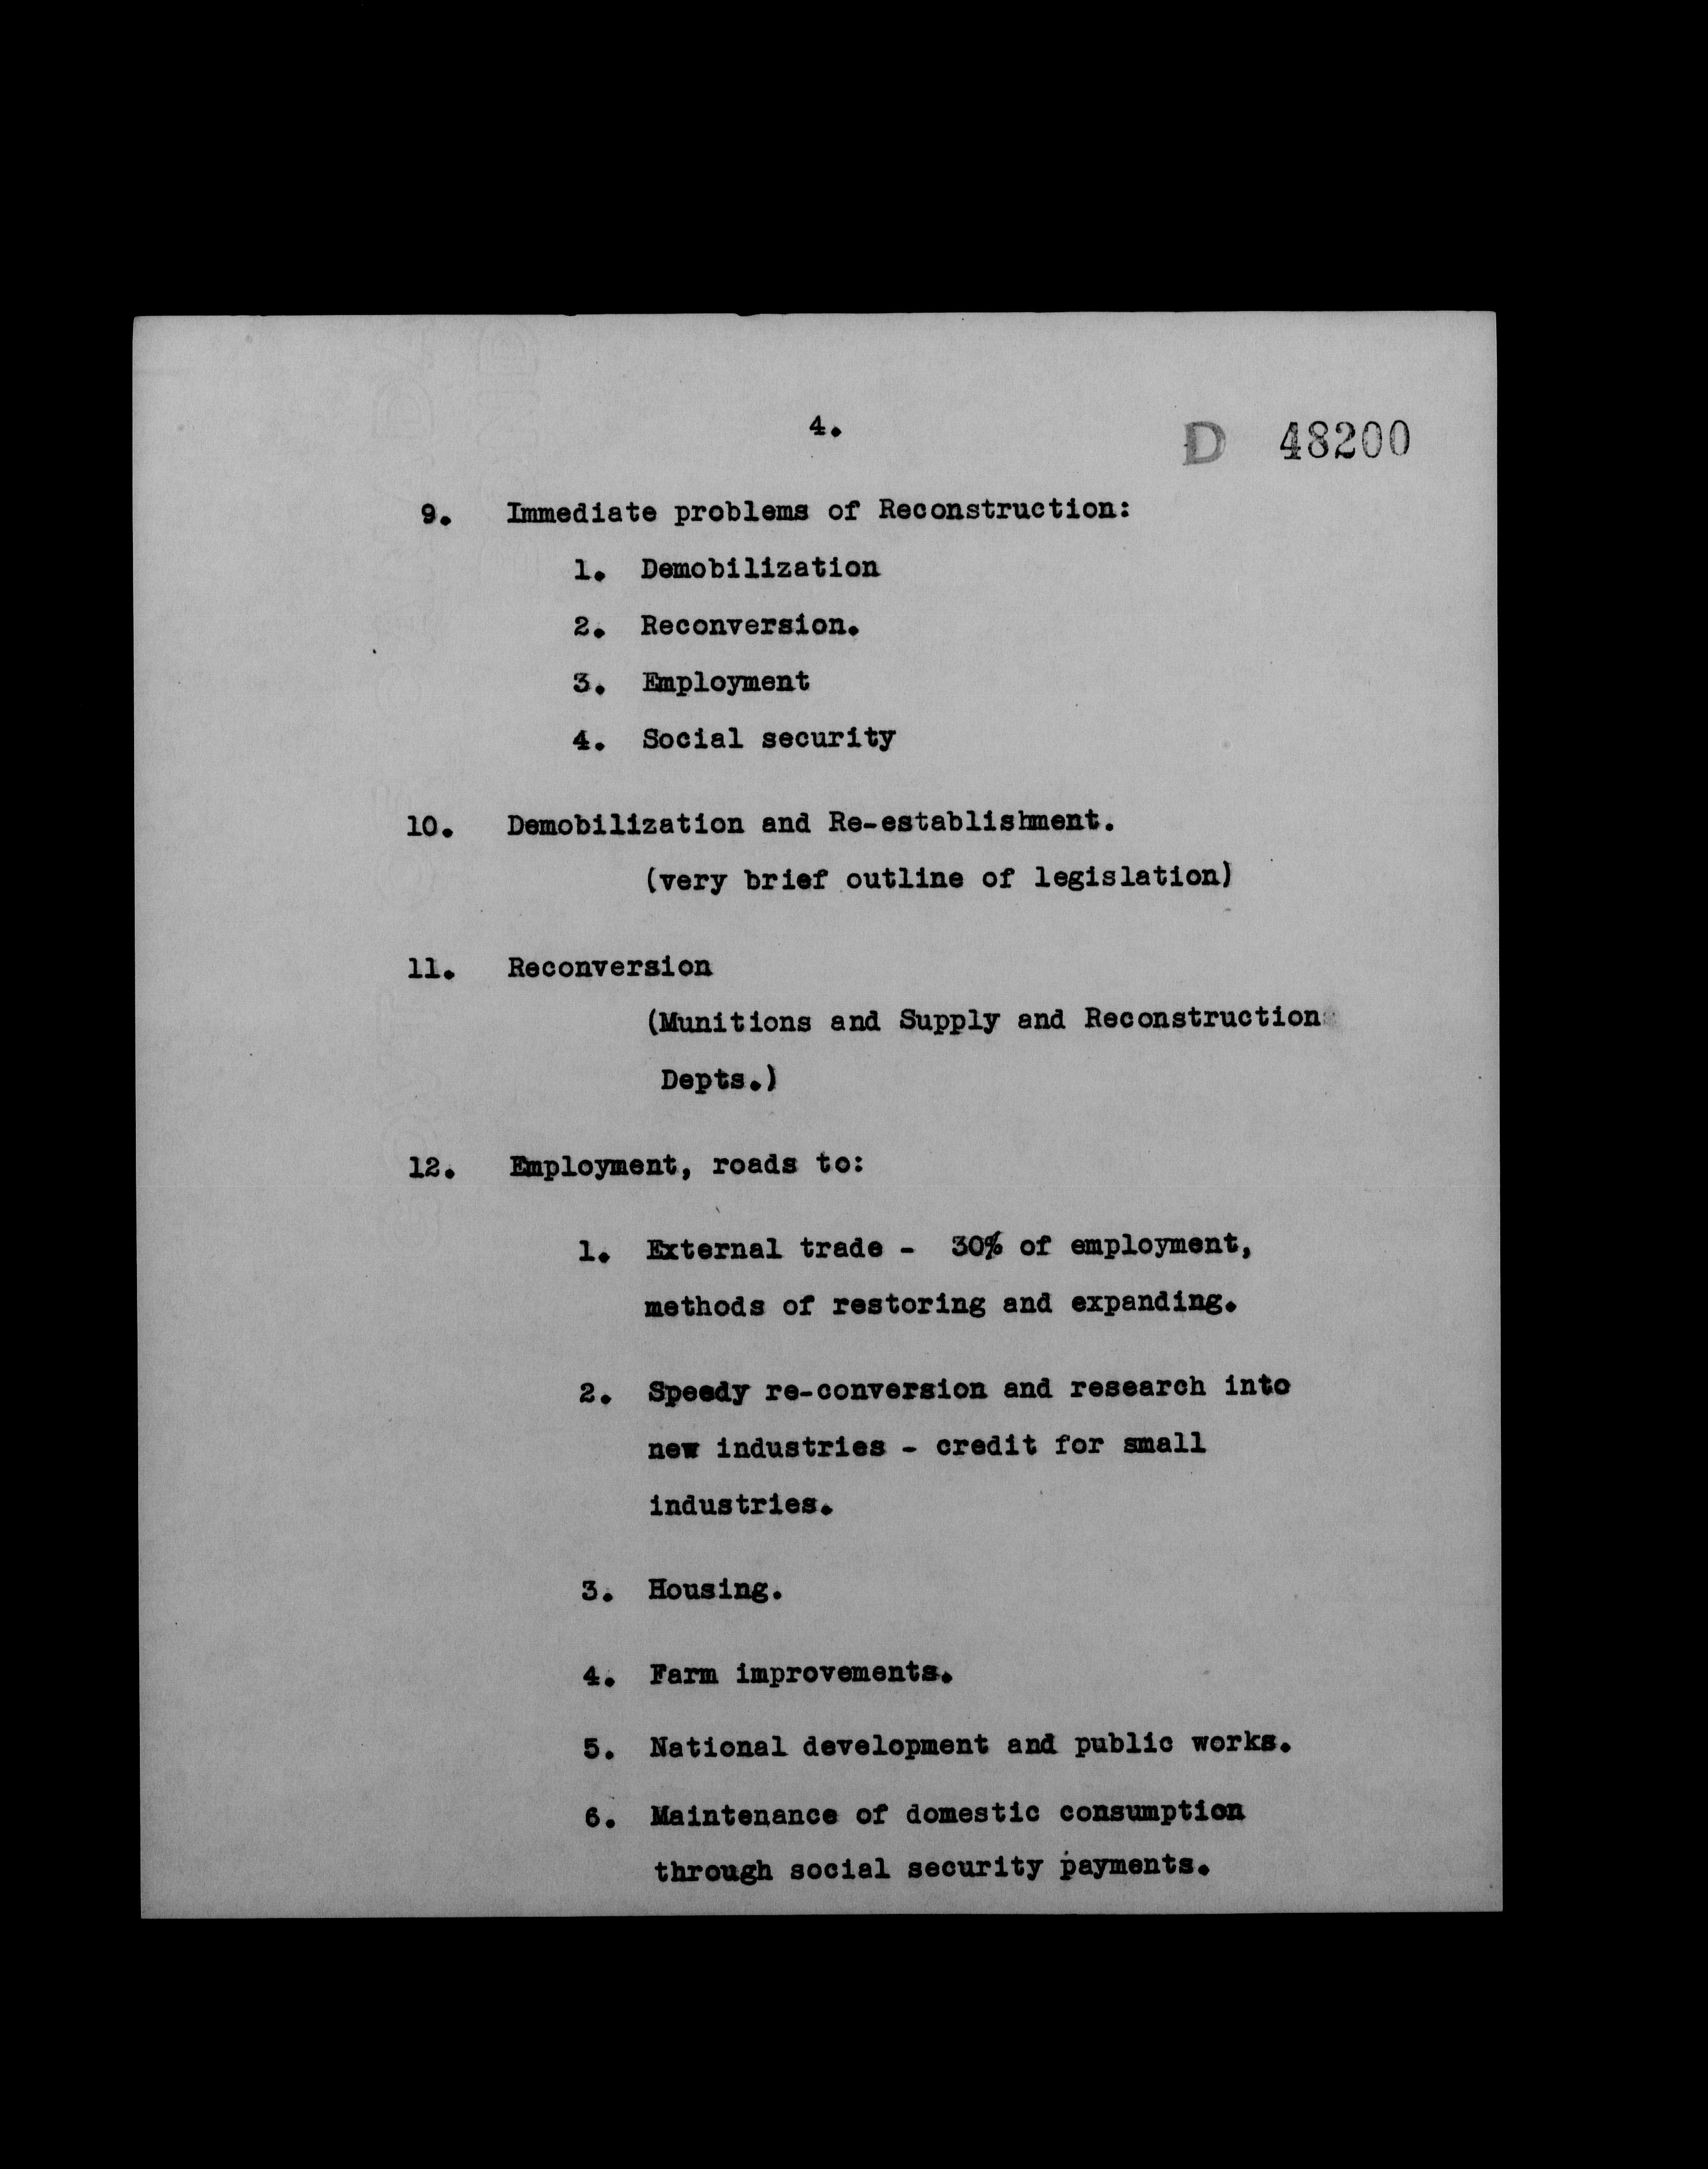 4.
D 48200
9. Immediate problems of Reconstruction:
1. Demobilization
2. Reconversion.
3. Employment
4. Social security
10. Demobilization and Re-establishment.
(very brief outline of legislation)
11. Reconversion
(Munitions and Supply and Reconstruction
Depts.)
12. Employment, roads to:
1. External trade - 30% of employment,
methods of restoring and expanding.
2. Speedy re-conversion and research into
new industries - credit for small
industries.
3. Housing.
4. Farm improvements.
5. National development and public works.
6. Maintenance of domestic consumption
through social security payments.